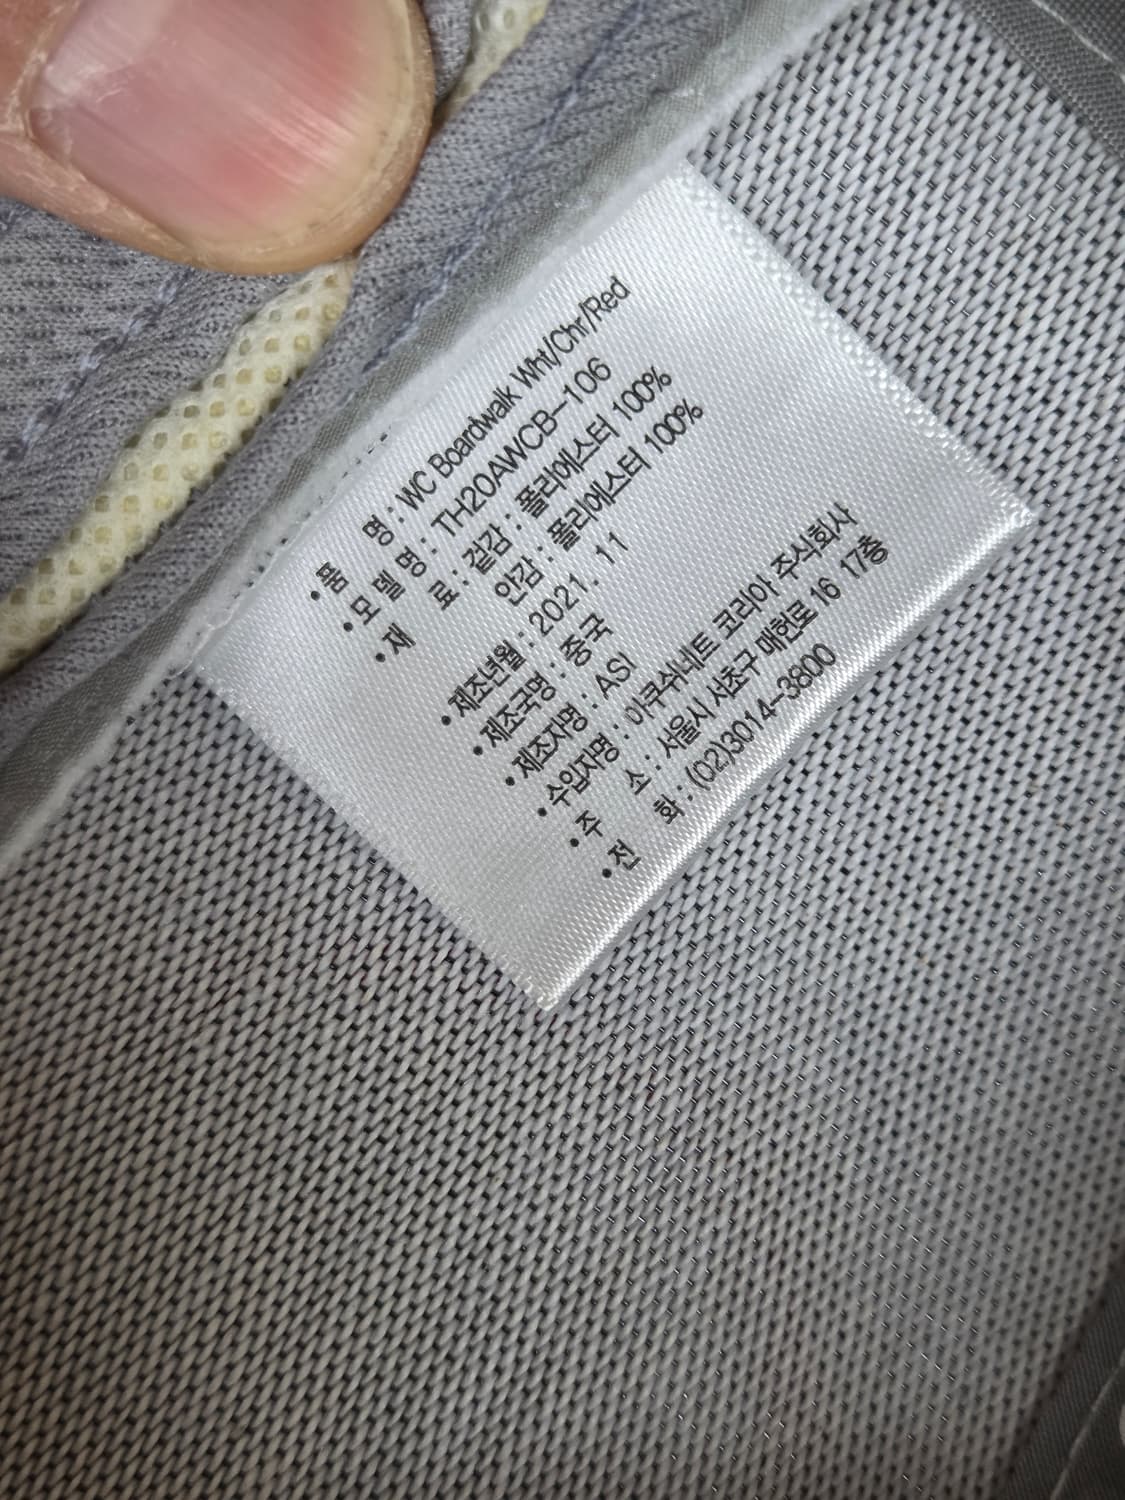 •품 명 : WC Boardwalk Wht/Chr/Red
•모 델 명 : TH20AWCB-106
•재 료 : 겉감 : 폴리에스터 100%
안감 : 폴리에스터 100%
•제조년월 : 2021. 11
•제조국명 : 중국
•제조자명 : ASI
•수입자명 : 아쿠쉬네트 코리아 주식회사
•주 소 : 서울시 서초구 매헌로 16 17층
•전 화 : (02)3014-3800